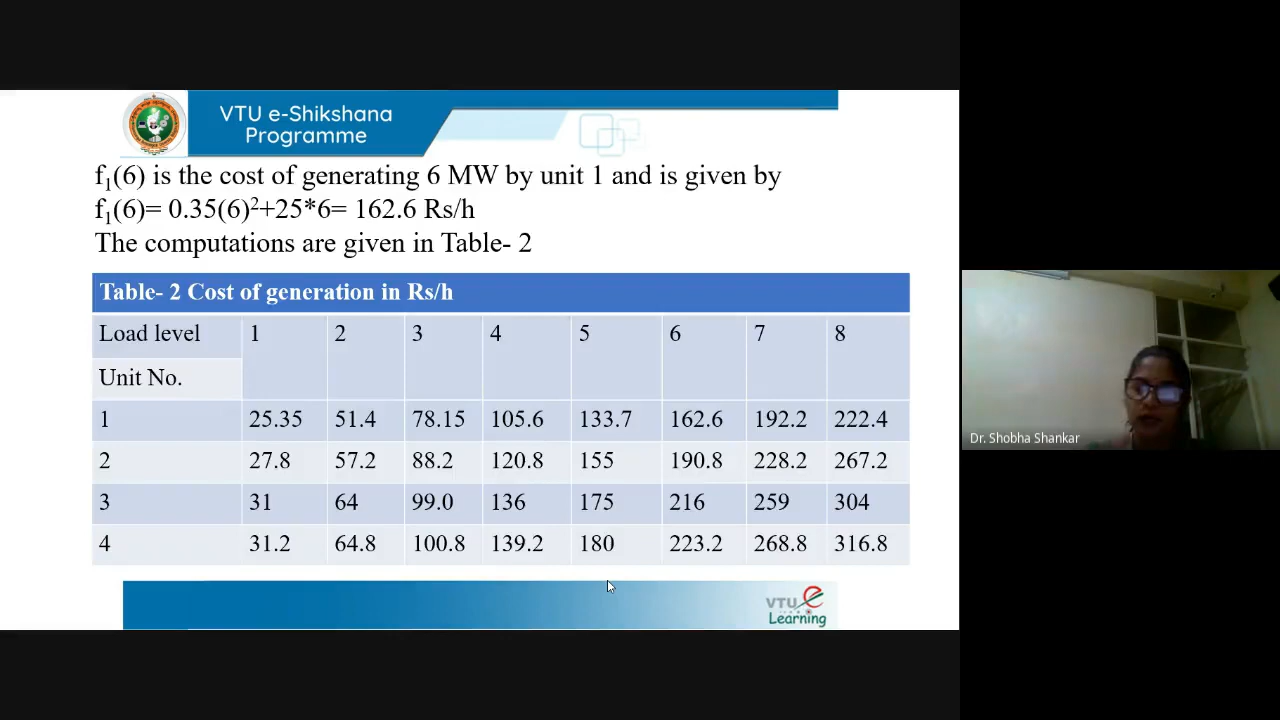 VTU e-Shikshana
Programme
f₁(6) is the cost of generating 6 MW by unit 1 and is given by
f₁(6)= 0.35(6)²+25*6= 162.6 Rs/h
The computations are given in Table- 2
Table- 2 Cost of generation in Rs/h
Load level 1 2 3 4 5 6 7 8
Unit No.
1 25.35 51.4 78.15 105.6 133.7 162.6 192.2 222.4
2 27.8 57.2 88.2 120.8 155 190.8 228.2 267.2
3 31 64 99.0 136 175 216 259 304
4 31.2 64.8 100.8 139.2 180 223.2 268.8 316.8
VTU e
Learning
Dr. Shobha Shankar